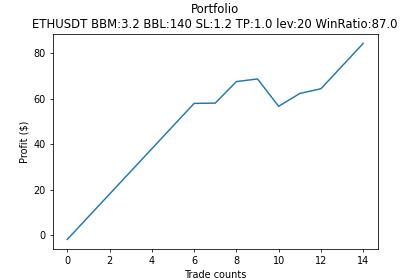 Portfolio
ETHUSDT BBM:3.2 BBL:140 SL:1.2 TP:1.0 lev:20 WinRatio:87.0
80
60
40
20
0
Profit ($)
0 2 4 6 8 10 12 14
Trade counts